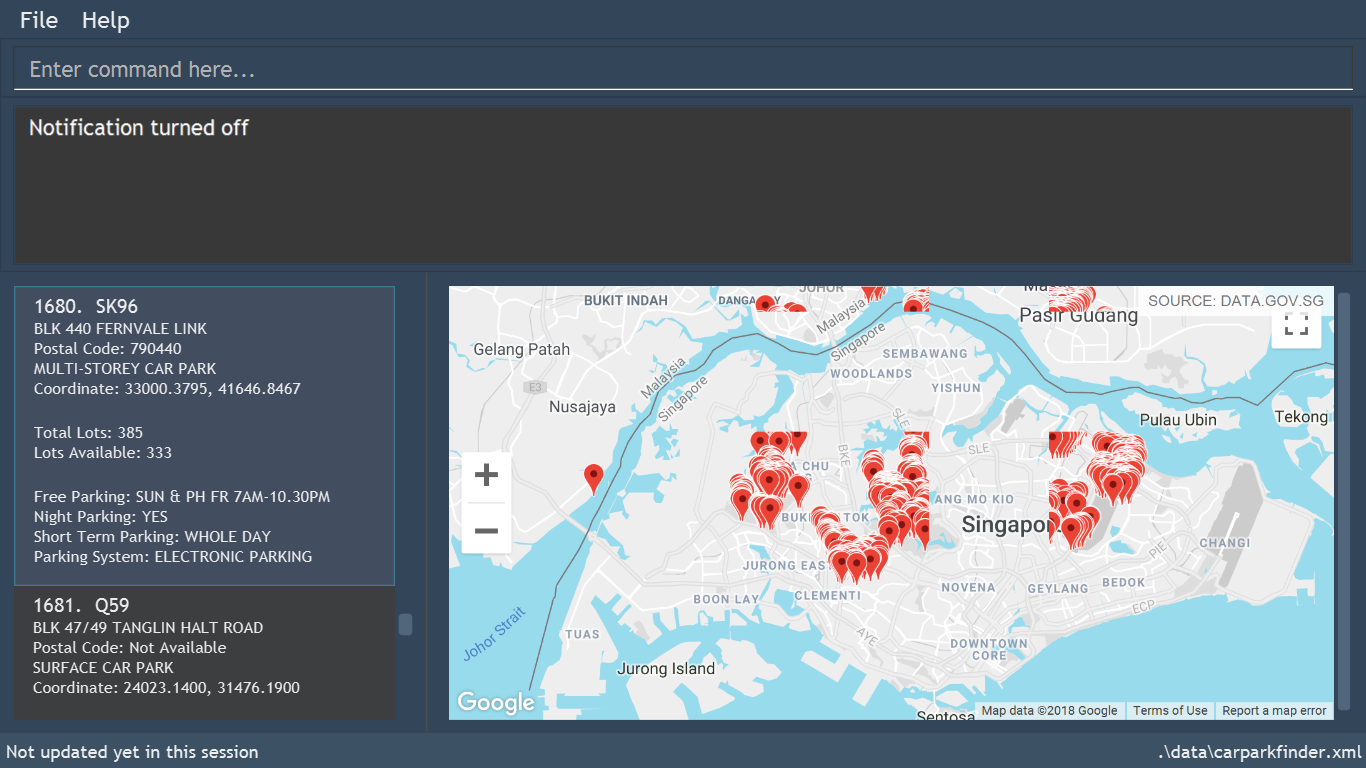 File Help
Enter command here...
Notification turned off
1680. SK96
BLK 440 FERNVALE LINK
Postal Code: 790440
MULTI-STOREY CAR PARK
Coordinate: 33000.3795, 41646.8467
Total Lots: 385
Lots Available: 333
Free Parking: SUN & PH FR 7AM-10.30PM
Night Parking: YES
Short Term Parking: WHOLE DAY
Parking System: ELECTRONIC PARKING
1681. Q59
BLK 47/49 TANGLIN HALT ROAD
Postal Code: Not Available
SURFACE CAR PARK
Coordinate: 24023.1400, 31476.1900
SOURCE: DATA.GOV.SG
BUKIT INDAH
JOHOR
Pasir Gudang
Malaysia
Singapore
Gelang Patah
SEMBAWANG
WOODLANDS
YISHUN
E3
Malaysia
Singapore
Nusajaya
Pulau Ubin
Tekong
SLE
BKE
SLE
ANG MO KIO
Singapor
TOK
CHANGI
PIE
JURONG EAS
CLEMENTI
NOVENA
GEYLANG
BEDOK
ECP
BOON LAY
AYE
TUAS
DOWNTOWN
CORE
Johor Strait
Jurong Island
Sentosa
Google
Map data ©2018 Google
Terms of Use
Report a map error
Not updated yet in this session
.\data\carparkfinder.xml